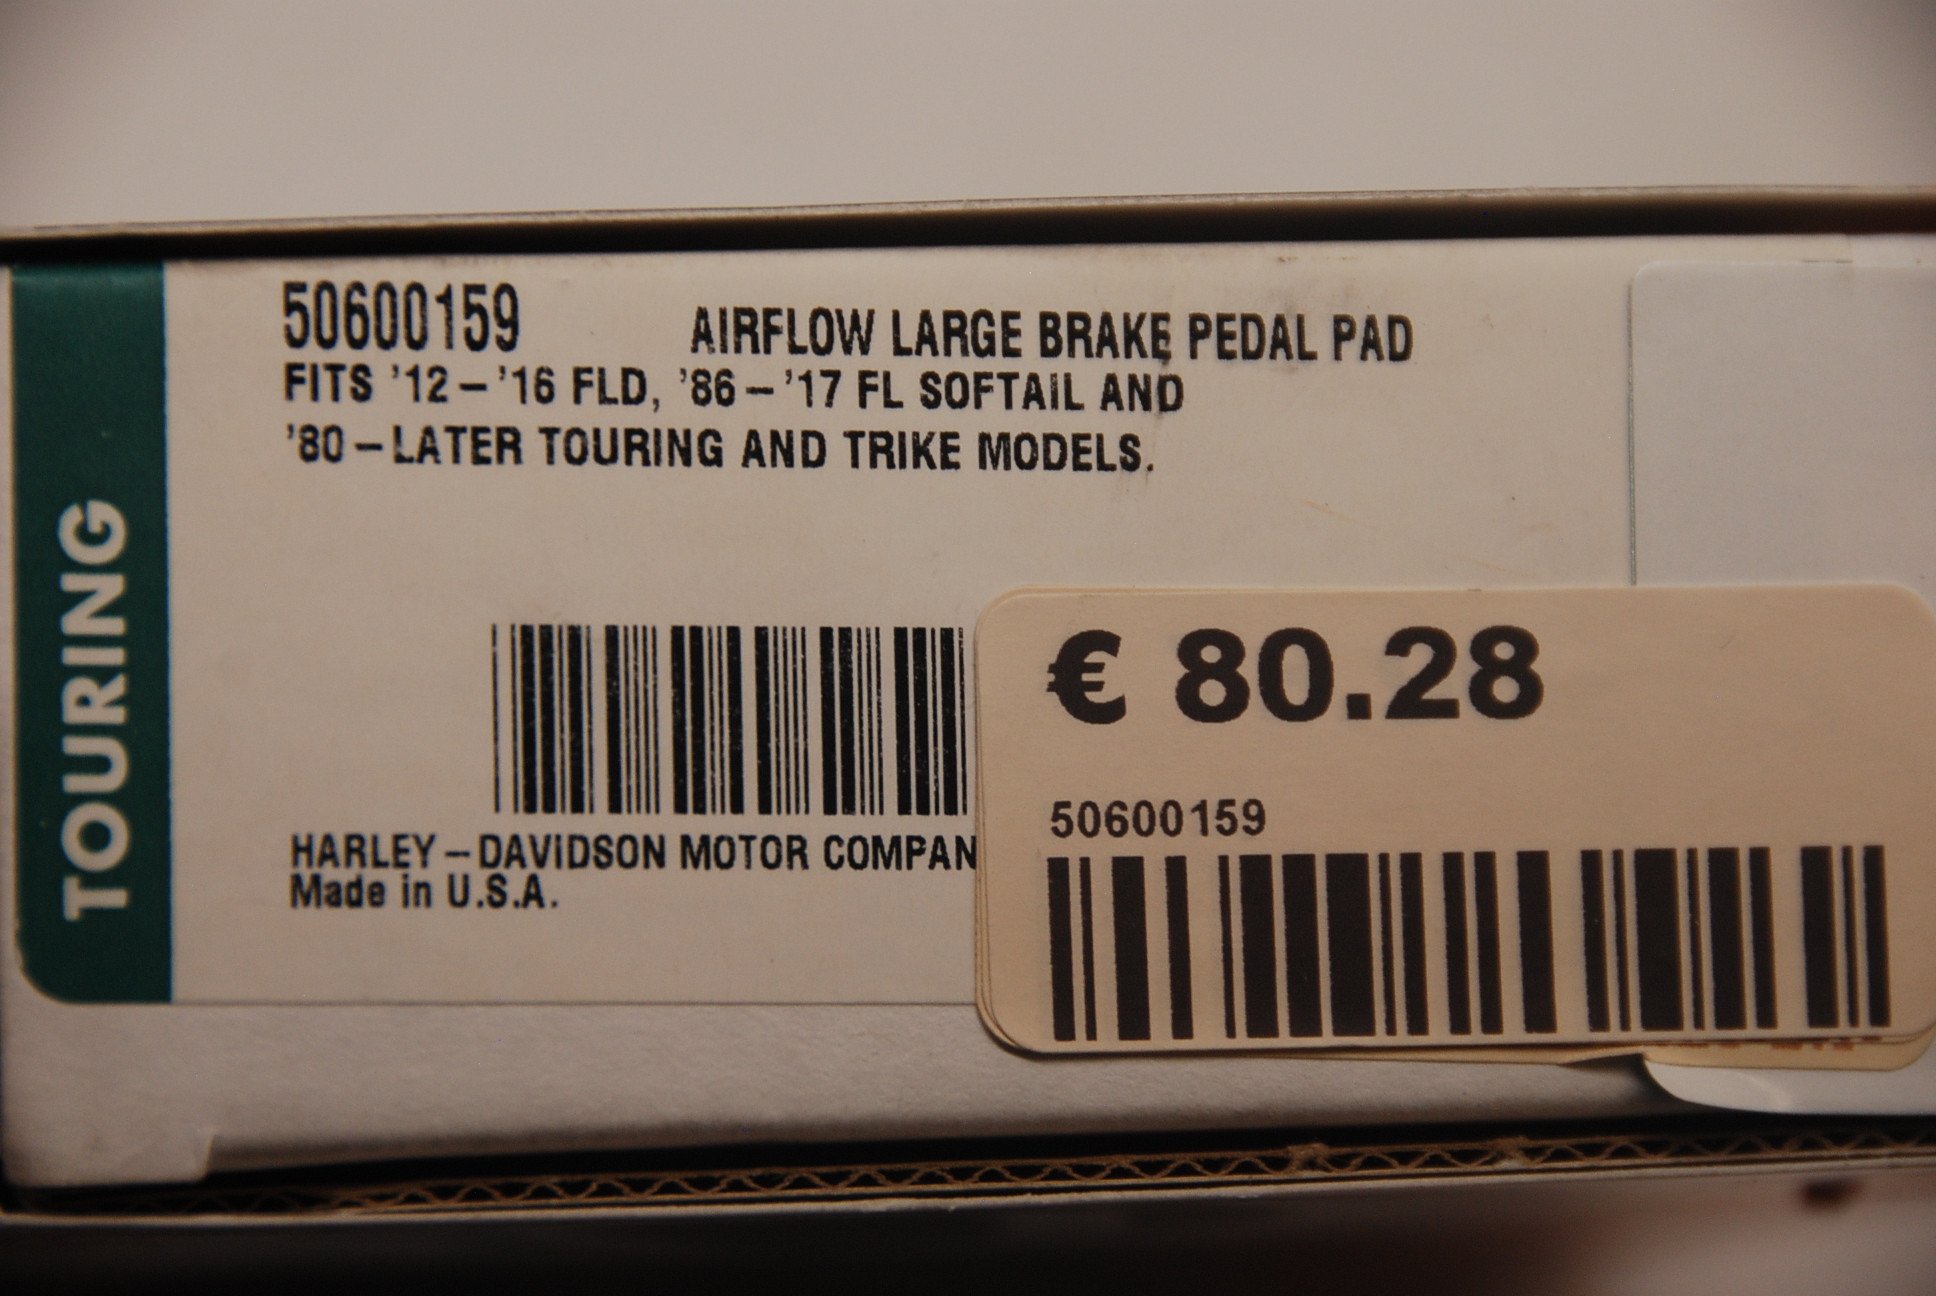 TOURING
50600159 AIRFLOW LARGE BRAKE PEDAL PAD
FITS '12-'16 FLD, '86-'17 FL SOFTAIL AND
'80-LATER TOURING AND TRIKE MODELS.
HARLEY-DAVIDSON MOTOR COMPAN
Made in U.S.A.
€ 80.28
50600159